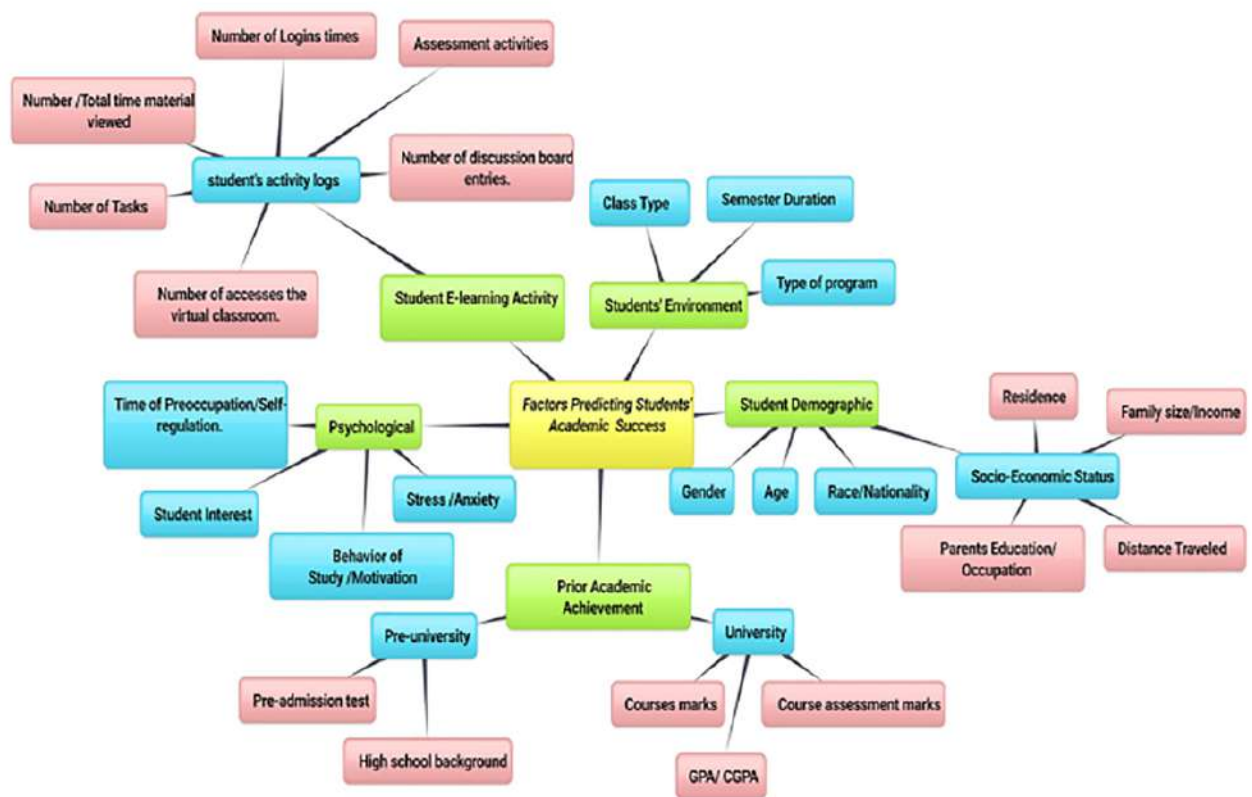 Number of Logins times
Assessment activities
Number /Total time material
viewed
student's activity logs
Number of discussion board
entries.
Number of Tasks
Number of accesses the
virtual classroom.
Student E-learning Activity
Class Type
Semester Duration
Type of program
Students' Environment
Time of Preoccupation/Self-
regulation.
Psychological
Student Interest
Stress /Anxiety
Behavior of
Study /Motivation
Factors Predicting Students'
Academic Success
Student Demographic
Gender
Age
Race/Nationality
Residence
Family size/Income
Socio-Economic Status
Parents Education/
Occupation
Distance Traveled
Prior Academic
Achievement
Pre-university
Pre-admission test
High school background
University
Courses marks
Course assessment marks
GPA/ CGPA